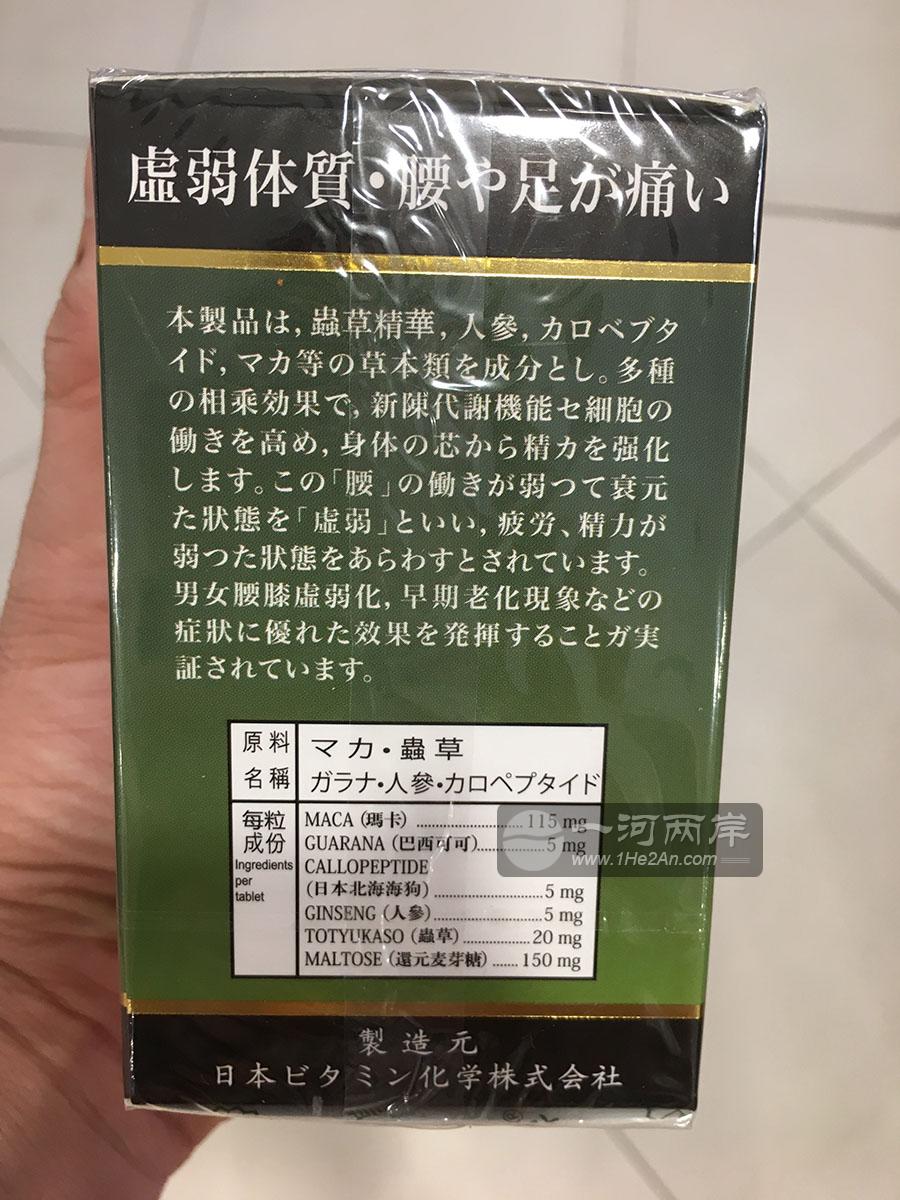 虛弱体質・腰や足が痛い
本製品は, 蟲草精華, 人參, カロベブタ
イド, マカ等の草本類を成分とし。多種
の相乗効果で, 新陳代謝機能セ細胞の
働きを高め, 身体の芯から精カを强化
します。この「腰」の働きが弱つて衰元
た狀態を「虛弱」といい, 疲労、精力が
弱つた狀態をあらわすとされています。
男女腰膝虛弱化, 早期老化現象などの
症狀に優れた効果を発揮することガ実
証されています。
原料
名稱
マカ・蟲草
ガラナ・人參・カロペプタイド
每粒
成份
Ingredients
per
tablet
MACA (瑪卡) ................ 115 mg
GUARANA (巴西可可)........... 5 mg
CALLOPEPTIDE
(日本北海海狗) ................ 5 mg
GINSENG (人參) ................ 5 mg
TOTYUKASO (蟲草) ............ 20 mg
MALTOSE (還元麦芽糖) ...... 150 mg
一河两岸
www.1He2An.com
製造元
日本ビタミン化学株式会社